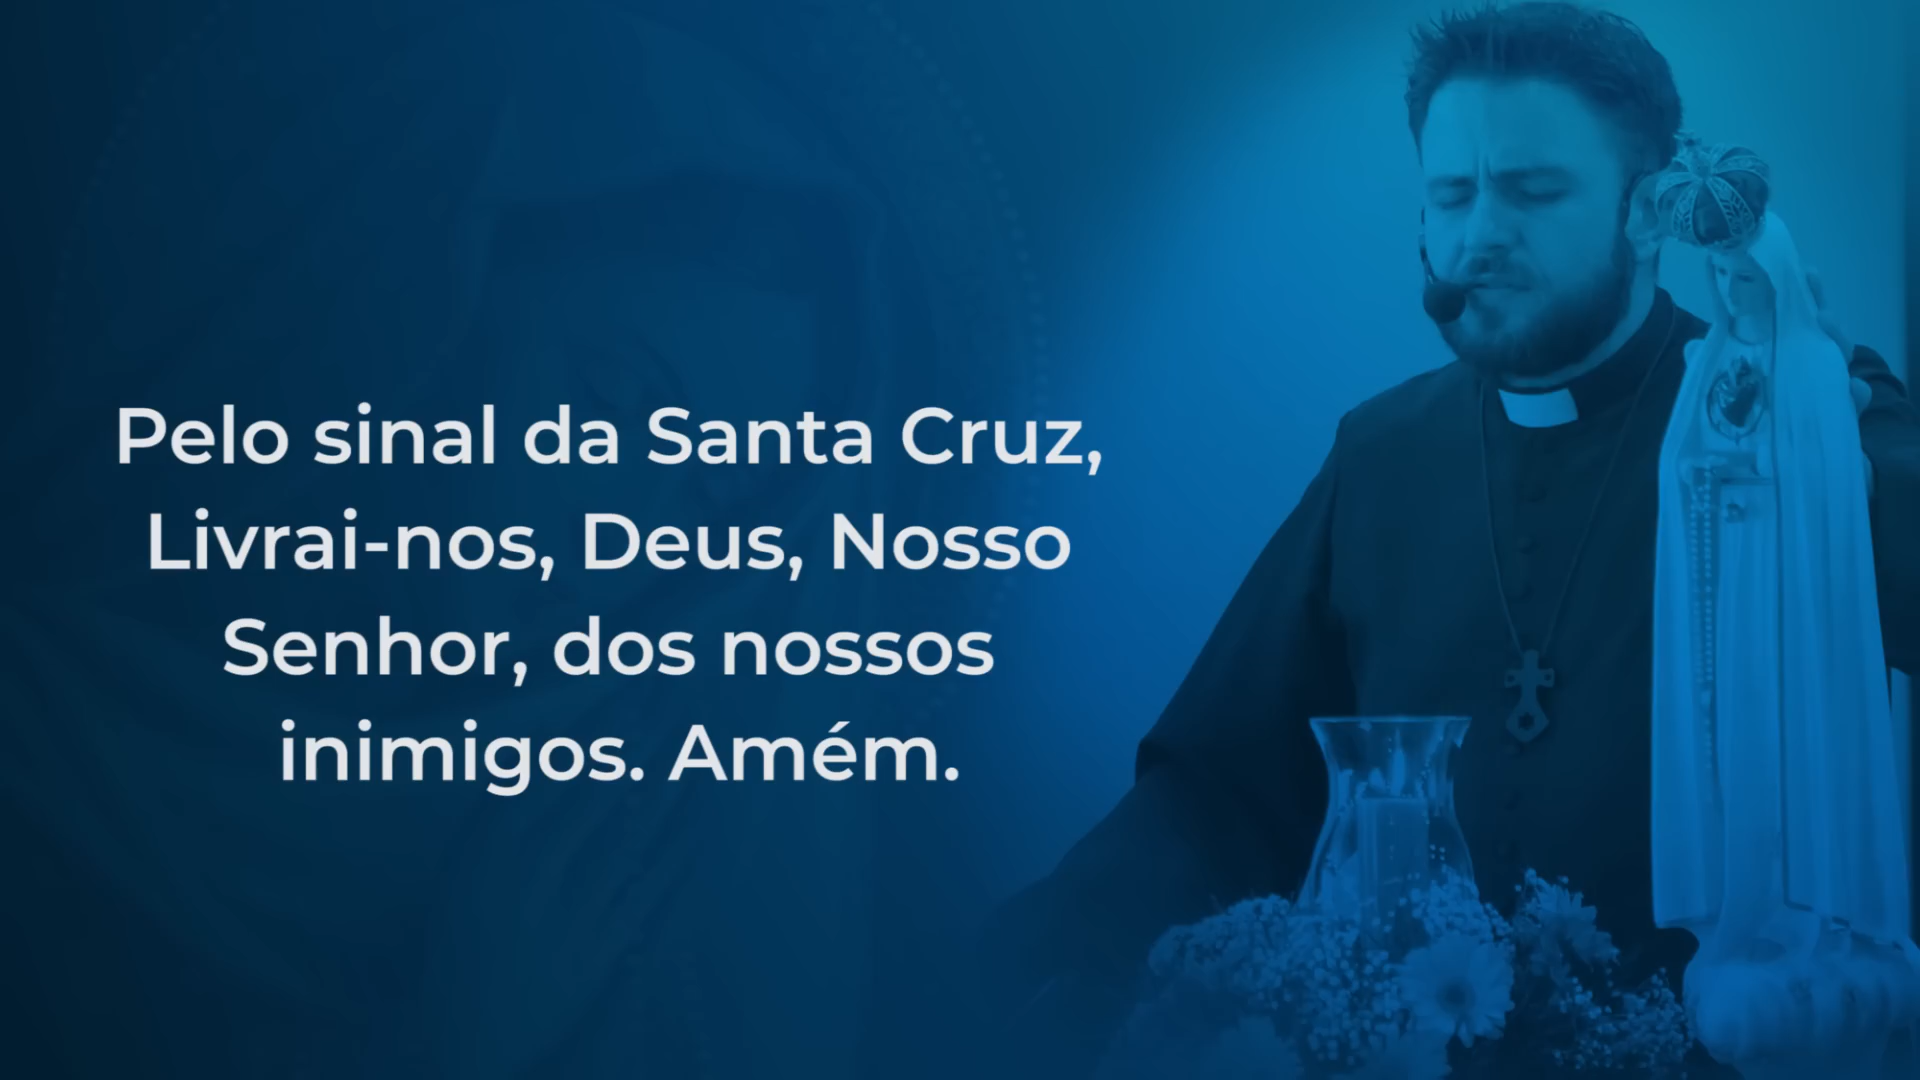 Pelo sinal da Santa Cruz,
Livrai-nos, Deus, Nosso
Senhor, dos nossos
inimigos. Amém.